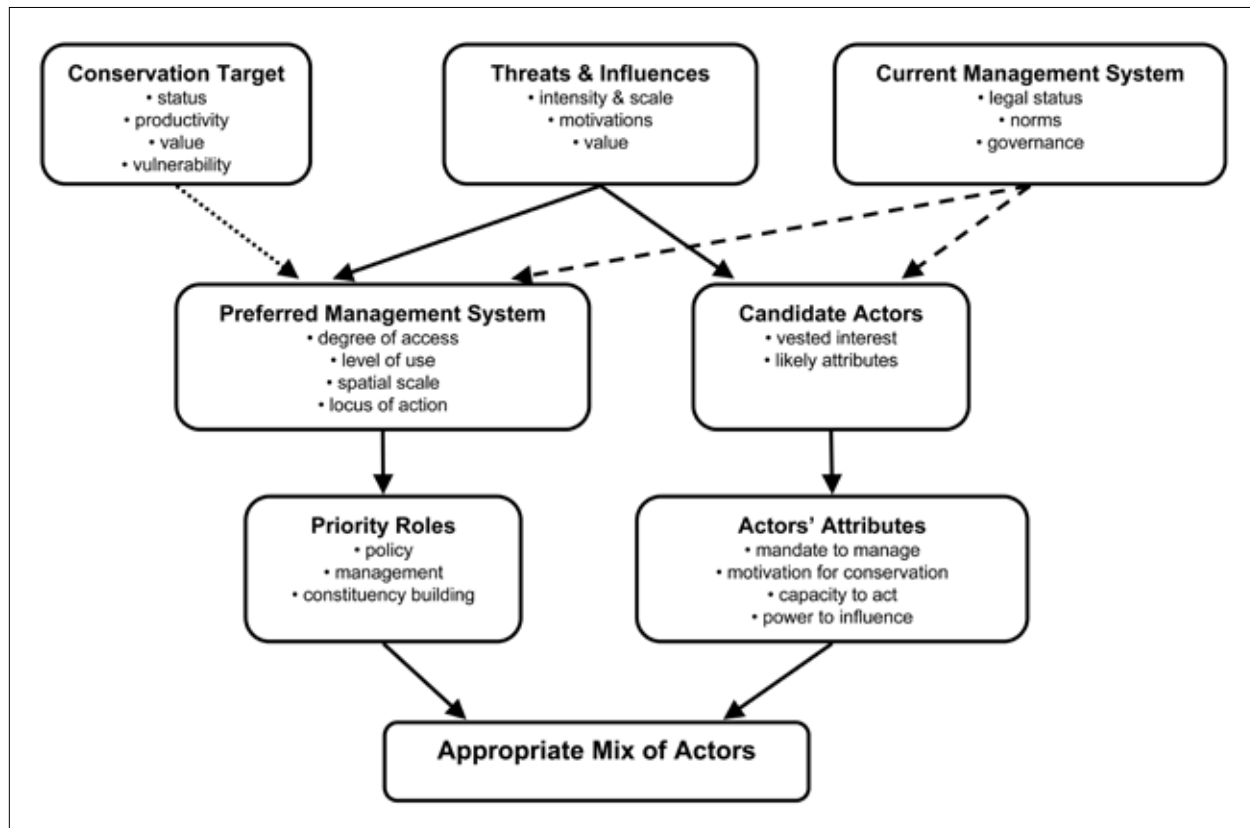 Conservation Target
• status
• productivity
• value
• vulnerability
Threats & Influences
• intensity & scale
• motivations
• value
Current Management System
• legal status
• norms
• governance
Preferred Management System
• degree of access
• level of use
• spatial scale
• locus of action
Candidate Actors
• vested interest
• likely attributes
Priority Roles
• policy
• management
• constituency building
Actors’ Attributes
• mandate to manage
• motivation for conservation
• capacity to act
• power to influence
Appropriate Mix of Actors